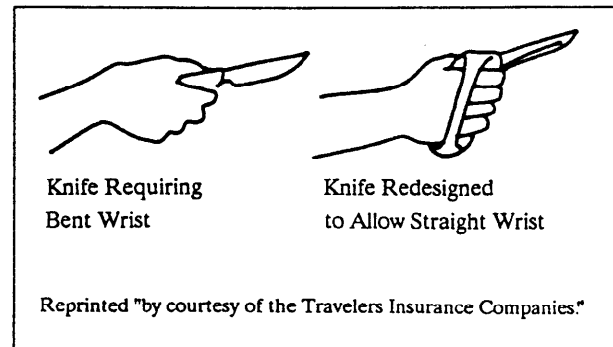 Knife Requiring
Bent Wrist
Knife Redesigned
to Allow Straight Wrist
Reprinted "by courtesy of the Travelers Insurance Companies."